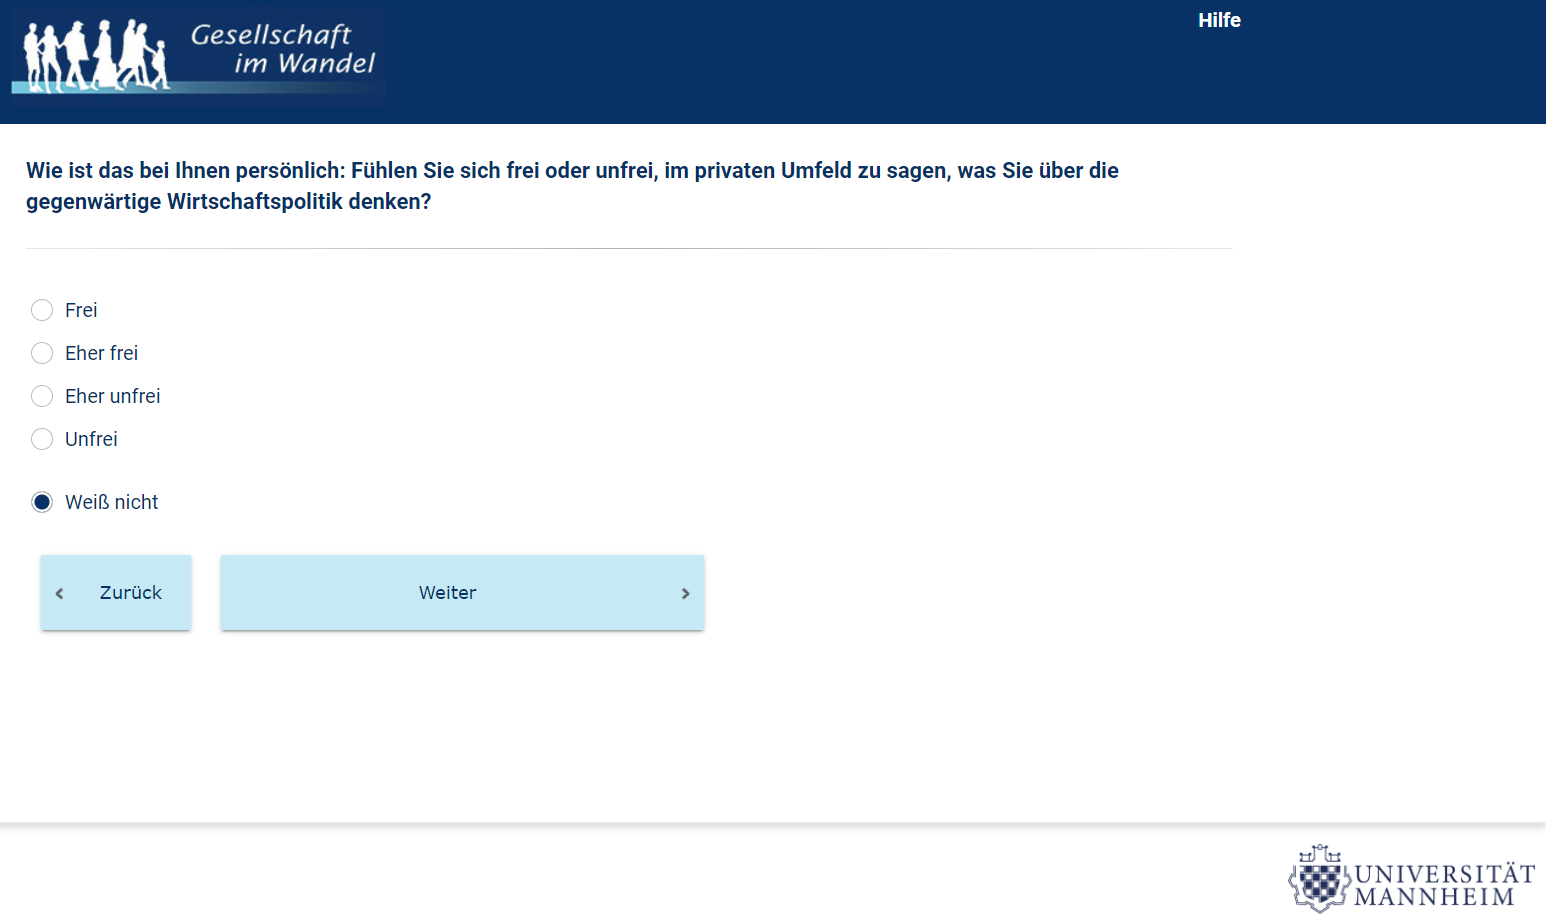 Gesellschaft
im Wandel
Hilfe
Wie ist das bei Ihnen persönlich: Fühlen Sie sich frei oder unfrei, im privaten Umfeld zu sagen, was Sie über die
gegenwärtige Wirtschaftspolitik denken?
Frei
Eher frei
Eher unfrei
Unfrei
Weiß nicht
Zurück
Weiter
UNIVERSITÄT
MANNHEIM